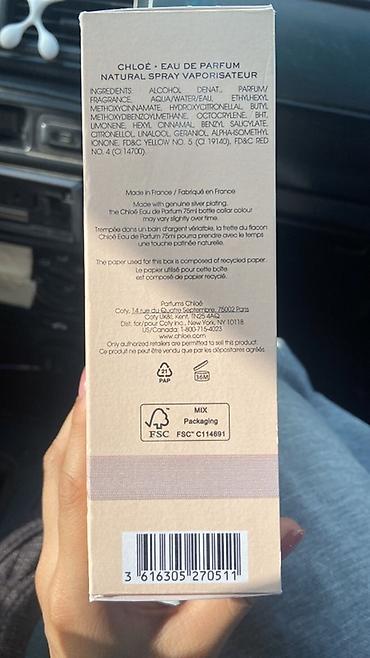 CHLOÉ • EAU DE PARFUM
NATURAL SPRAY VAPORISATEUR
INGREDIENTS: ALCOHOL DENAT., PARFUM/
FRAGRANCE, AQUA/WATER/EAU, ETHYLHEXYL
METHOXYCINNAMATE, HYDROXYCITRONELLAL, BUTYL
METHOXYDIBENZOYLMETHANE, OCTOCRYLENE, BHT,
LIMONENE, HEXYL CINNAMAL, BENZYL SALICYLATE,
CITRONELLOL, LINALOOL, GERANIOL, ALPHA-ISOMETHYL
IONONE, FD&C YELLOW NO. 5 (CI 19140), FD&C RED
NO. 4 (CI 14700).
Made in France / Fabriqué en France
Made with genuine silver plating,
the Chloé Eau de Parfum 75ml bottle collar colour
may vary slightly over time.
Trempée dans un bain d'argent véritable, la frette du flacon
Chloé Eau de Parfum 75ml pourra prendre avec le temps
une touche patinée naturelle.
The paper used for this box is composed of recycled paper.
Le papier utilisé pour cette boîte
est composé de papier recyclé.
Parfums Chloé
Coty, 14 rue du Quatre Septembre, 75002 Paris
Coty UK&I, Kent, TN25 4AQ
Dist. for/pour Coty Inc., New York, NY 10118
US/Canada: 1-800-715-4023
www.chloe.com
Only authorized retailers are permitted to sell this product.
Ce produit ne peut être vendu que par les dépositaires agréés.
21
PAP
36M
FSC
MIX
Packaging
FSC™ C114691
3 616305 270511